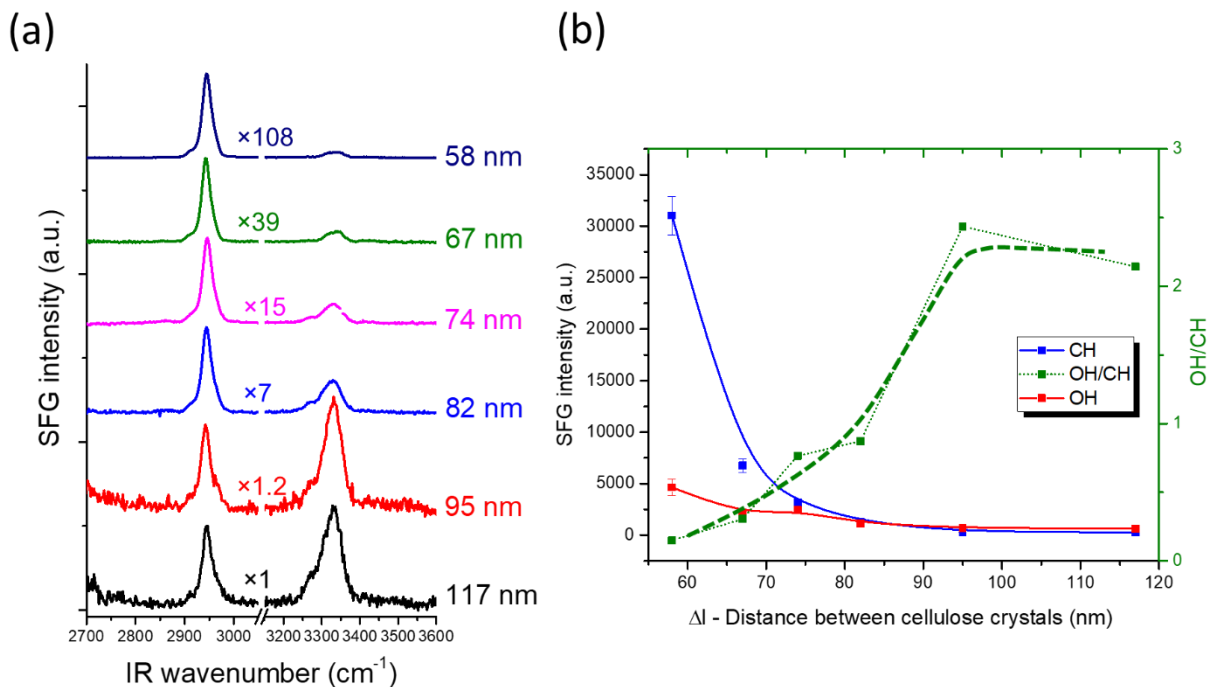 (a)
SFG intensity (a.u.)
×108
58 nm
×39
67 nm
×15
74 nm
×7
82 nm
×1.2
95 nm
×1
117 nm
2700 2800 2900 3000 3200 3300 3400 3500 3600
IR wavenumber (cm⁻¹)
(b)
SFG intensity (a.u.)
35000
30000
25000
20000
15000
10000
5000
0
CH
OH/CH
OH
3
2
1
0
OH/CH
60 70 80 90 100 110 120
Δl - Distance between cellulose crystals (nm)